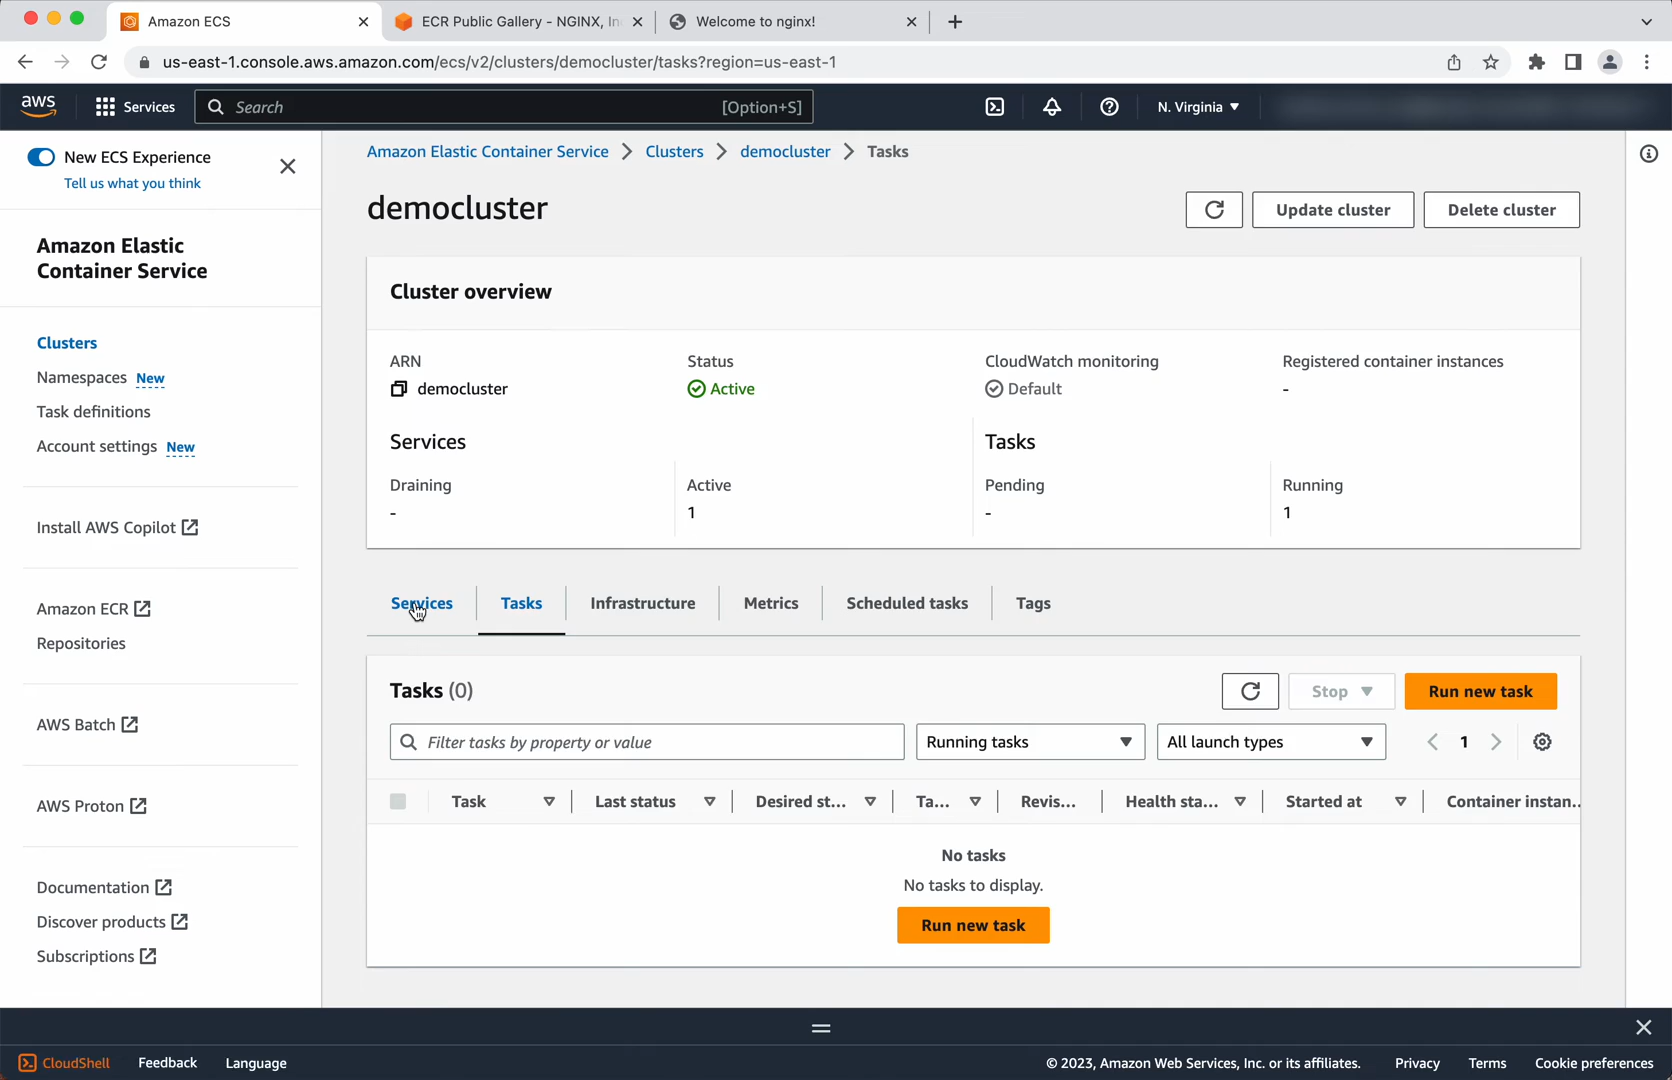 Amazon ECS
ECR Public Gallery - NGINX, In
Welcome to nginx!
us-east-1.console.aws.amazon.com/ecs/v2/clusters/democluster/tasks?region=us-east-1
aws
Services
Search
[Option+S]
N. Virginia
New ECS Experience
Tell us what you think
Amazon Elastic
Container Service
Clusters
Namespaces New
Task definitions
Account settings New
Install AWS Copilot
Amazon ECR
Repositories
AWS Batch
AWS Proton
Documentation
Discover products
Subscriptions
Amazon Elastic Container Service > Clusters > democluster > Tasks
democluster
Update cluster
Delete cluster
Cluster overview
ARN
democluster
Status
Active
CloudWatch monitoring
Default
Registered container instances
-
Services
Draining
-
Active
1
Tasks
Pending
-
Running
1
Services
Tasks
Infrastructure
Metrics
Scheduled tasks
Tags
Tasks (0)
Stop
Run new task
Filter tasks by property or value
Running tasks
All launch types
1
Task
Last status
Desired st...
Ta...
Revis...
Health sta...
Started at
Container instan..
No tasks
No tasks to display.
Run new task
CloudShell
Feedback
Language
© 2023, Amazon Web Services, Inc. or its affiliates.
Privacy
Terms
Cookie preferences